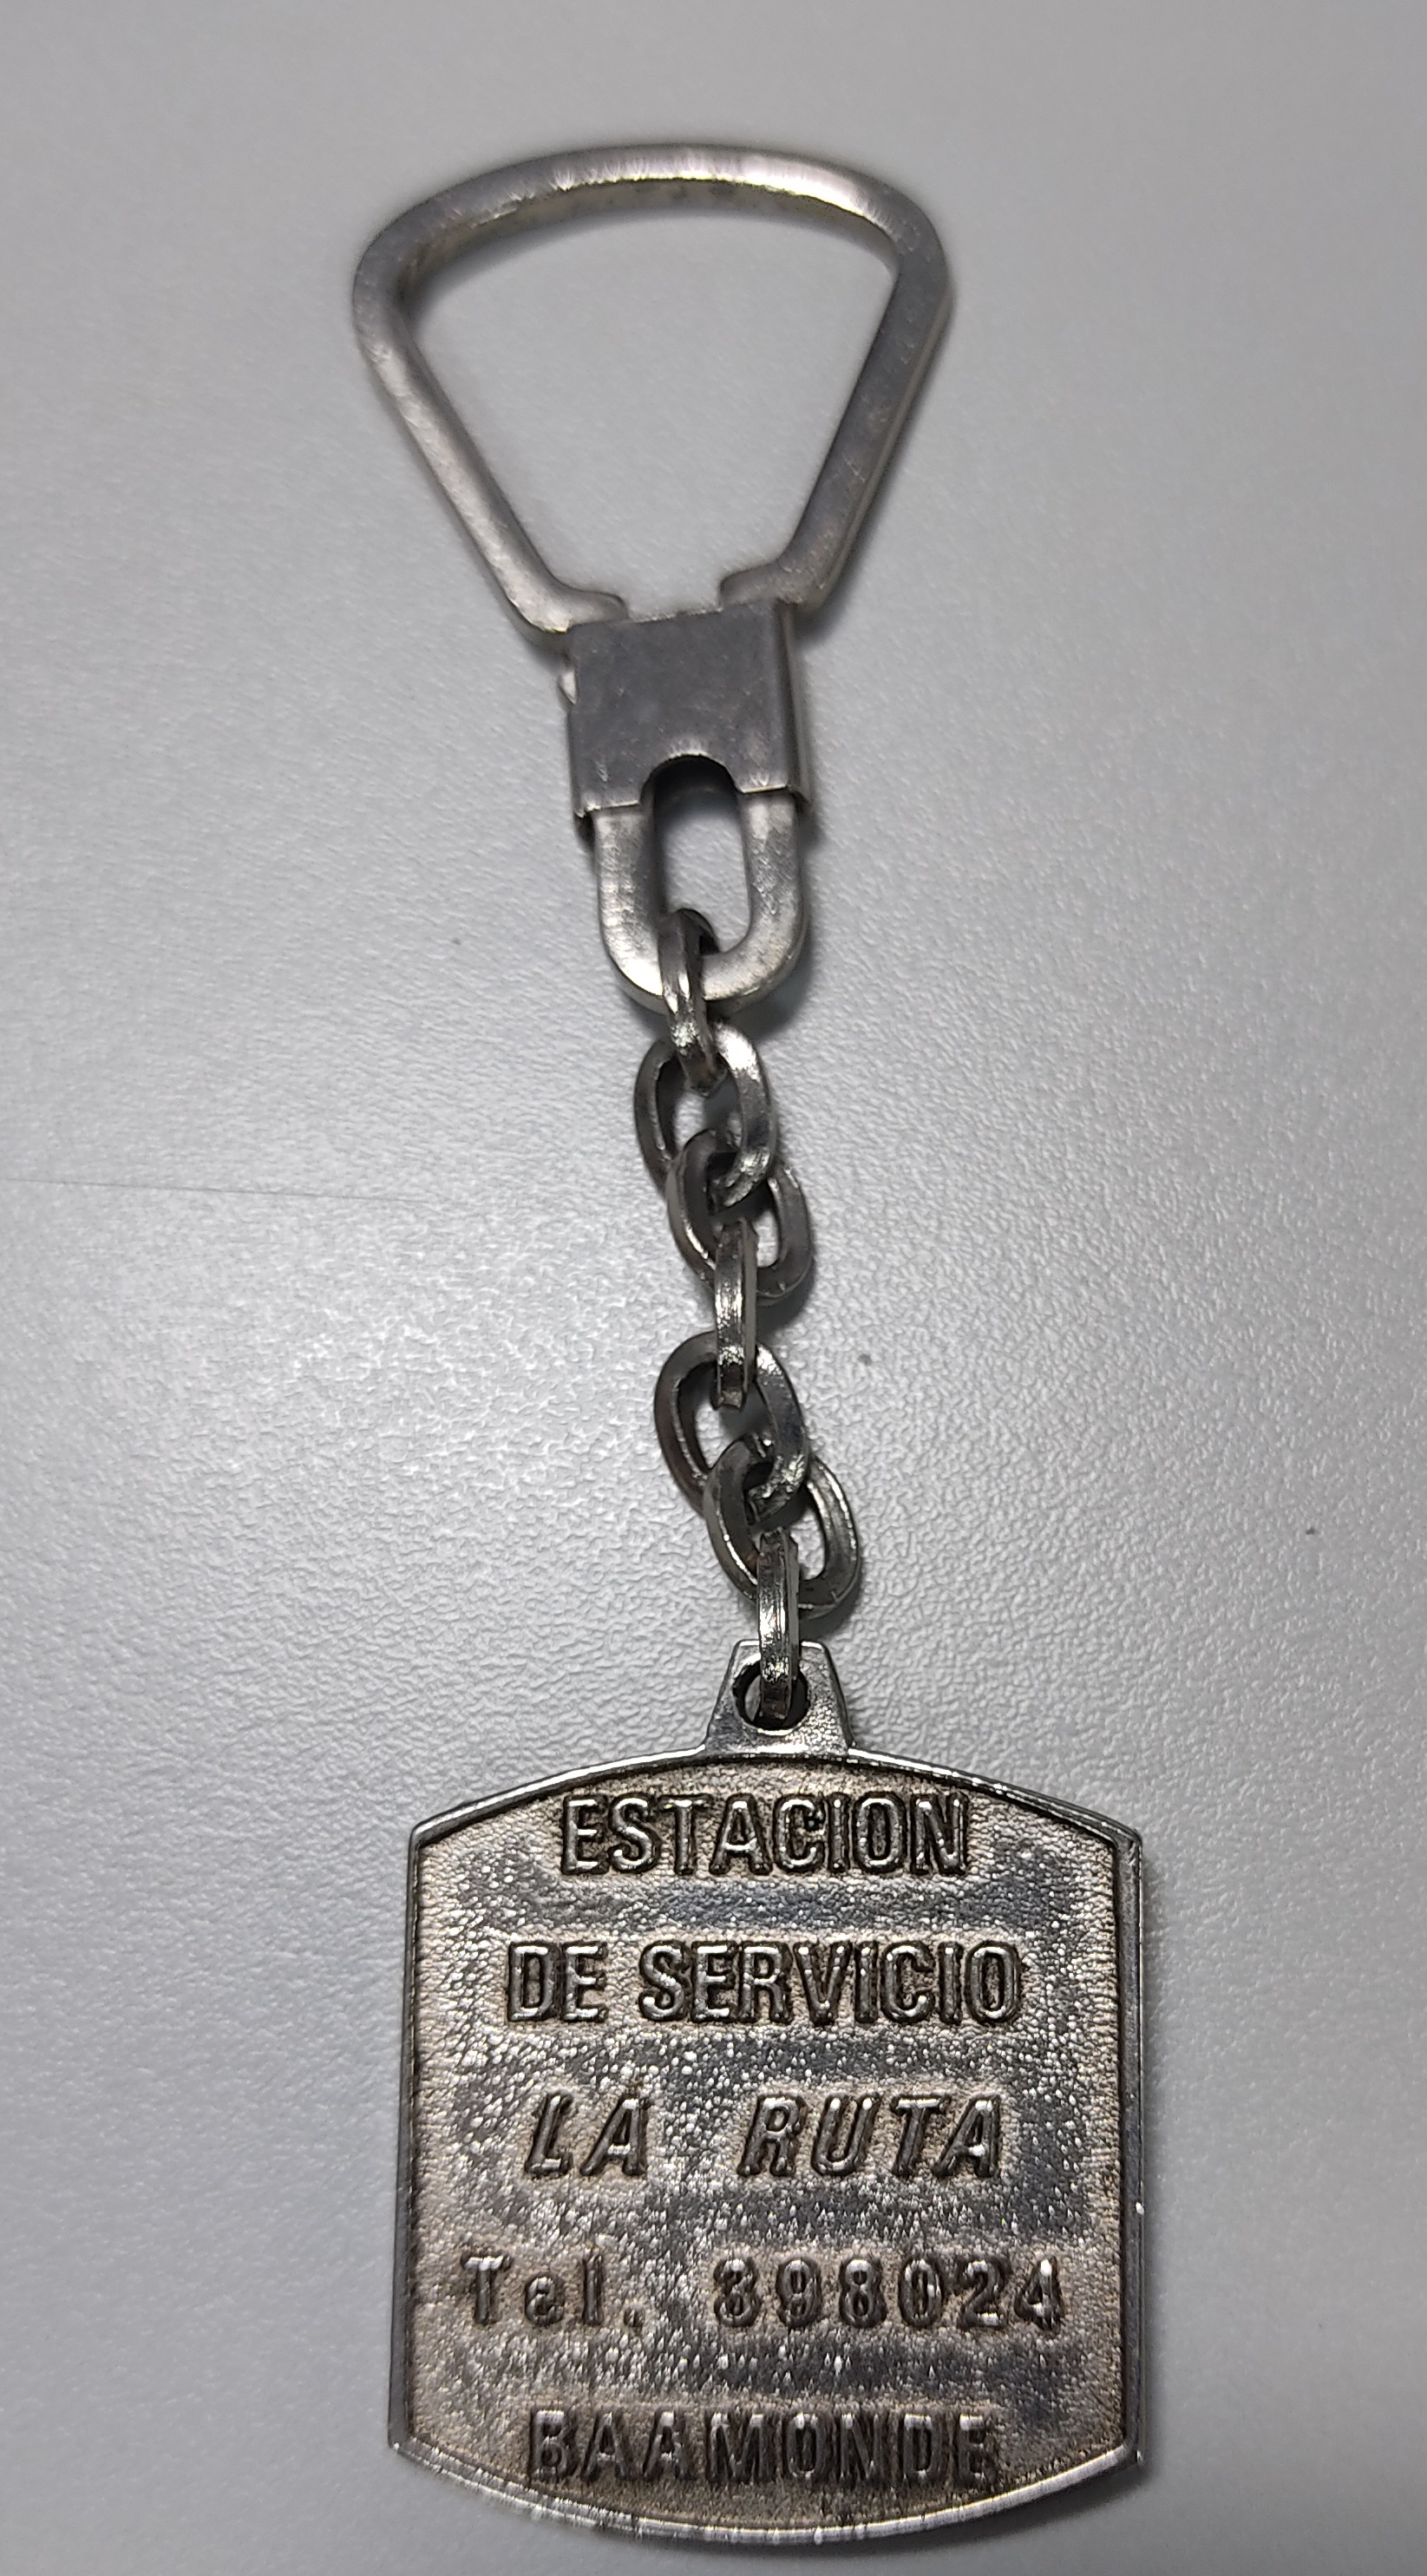 ESTACION
DE SERVICIO
LA RUTA
Tel. 398024
BAAMONDE